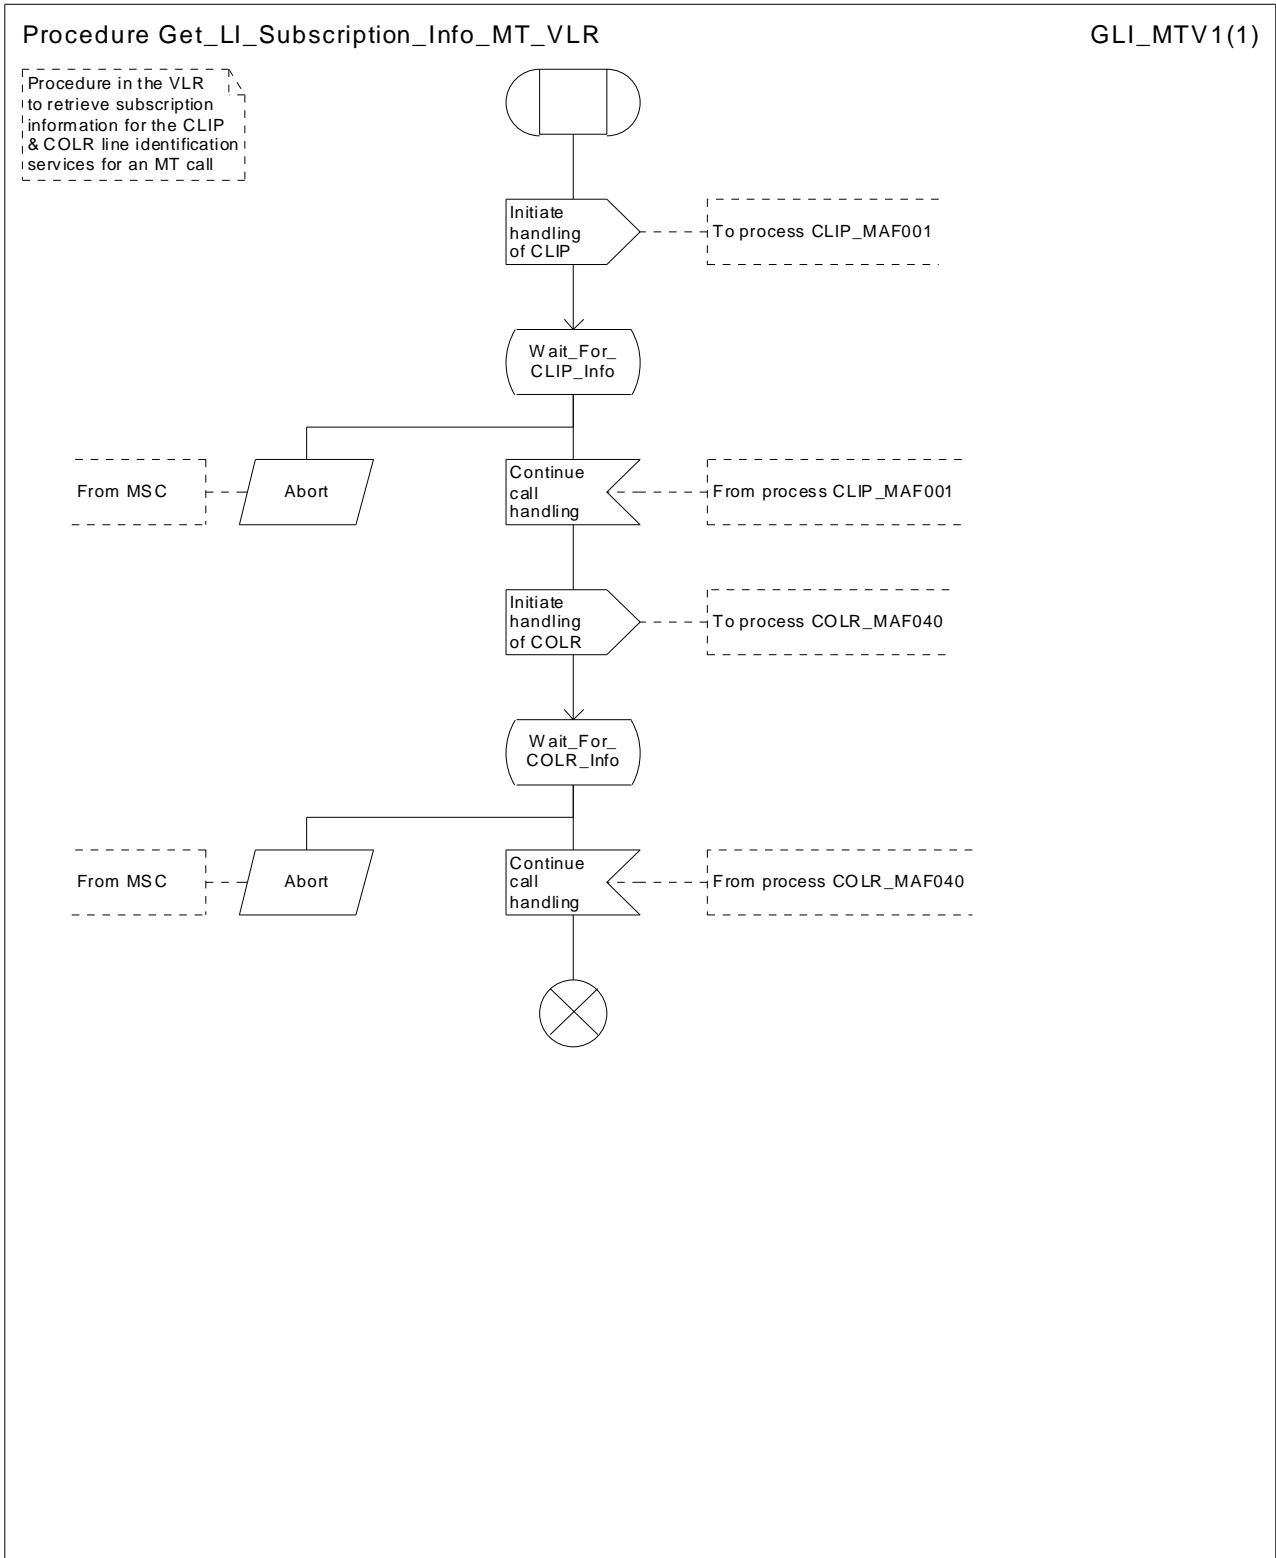 Procedure Get_LI_Subscription_Info_MT_VLR
GLI_MTV1(1)
Procedure in the VLR
to retrieve subscription
information for the CLIP
& COLR line identification
services for an MT call
Initiate
handling
of CLIP
To process CLIP_MAF001
Wait_For_
CLIP_Info
From MSC
Abort
Continue
call
handling
From process CLIP_MAF001
Initiate
handling
of COLR
To process COLR_MAF040
Wait_For_
COLR_Info
From MSC
Abort
Continue
call
handling
From process COLR_MAF040